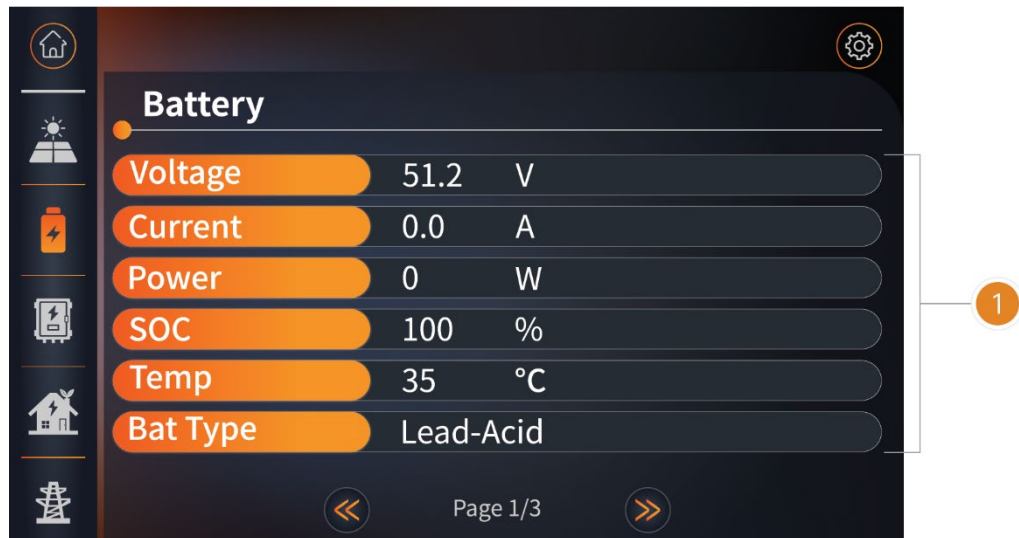 Battery
Voltage 51.2 V
Current 0.0 A
Power 0 W
SOC 100 %
Temp 35 °C
Bat Type Lead-Acid
1
Page 1/3